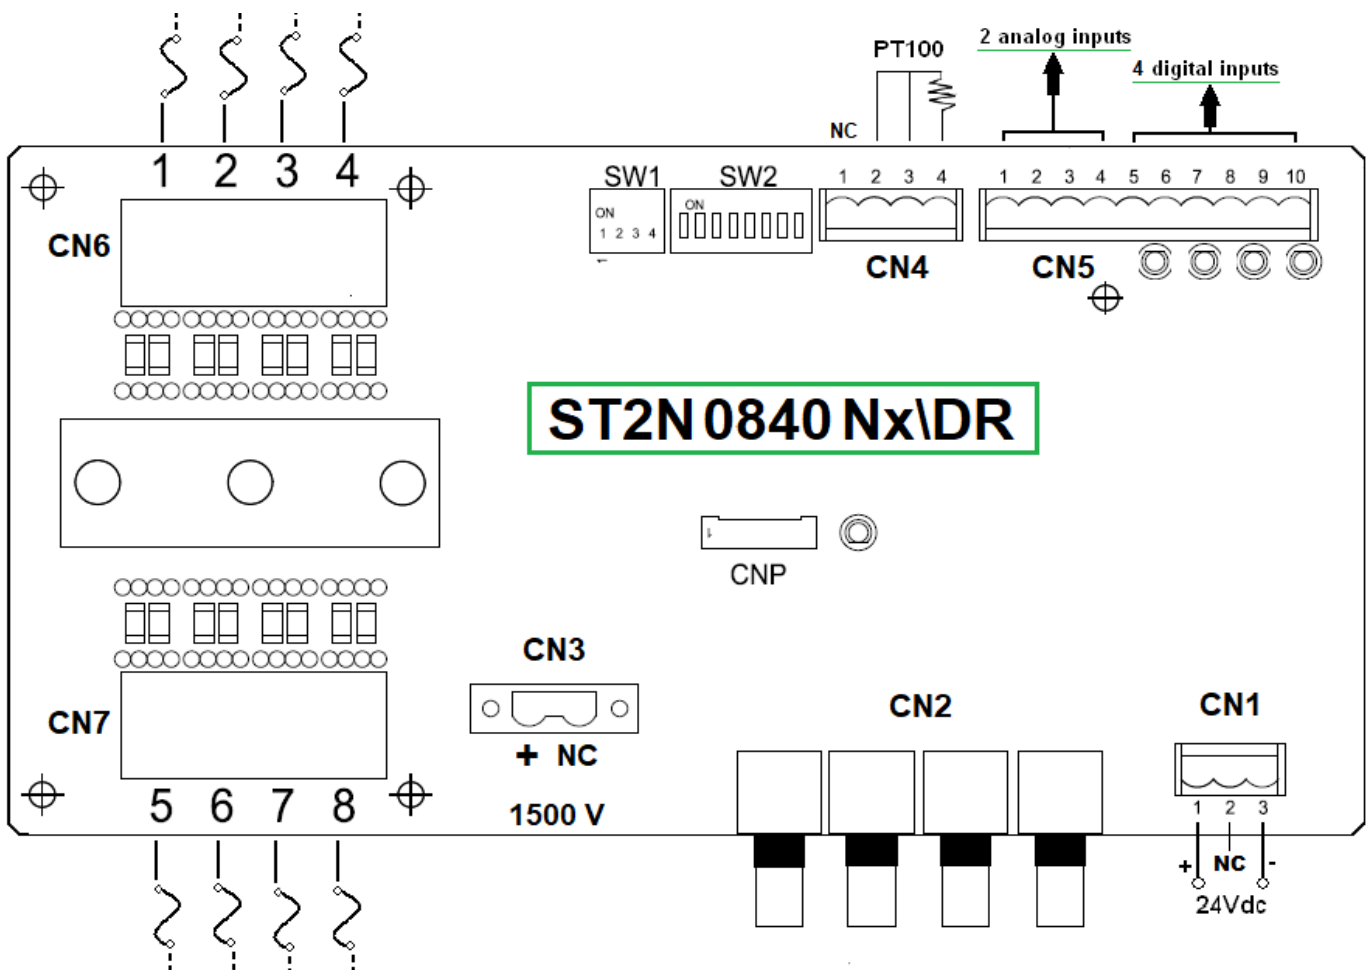 2 analog inputs
PT100
4 digital inputs
NC
1 2 3 4
SW1
SW2
1 2 3 4
1 2 3 4 5 6 7 8 9 10
ON
ON
1 2 3 4
CN6
CN4
CN5
ST2N 0840 Nx\DR
1
CNP
CN3
CN7
CN2
CN1
+ NC
5 6 7 8
1500 V
1 2 3
+ NC -
24Vdc